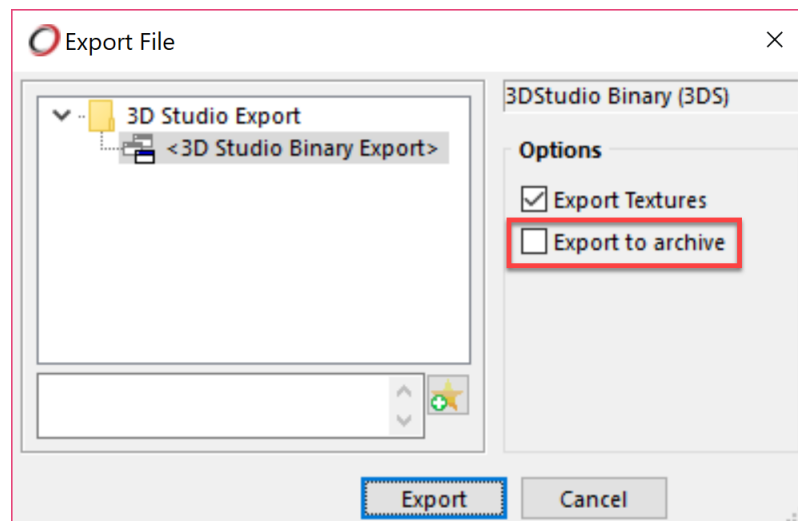 Export File
3D Studio Export
<3D Studio Binary Export>
3DStudio Binary (3DS)
Options
Export Textures
Export to archive
Export
Cancel